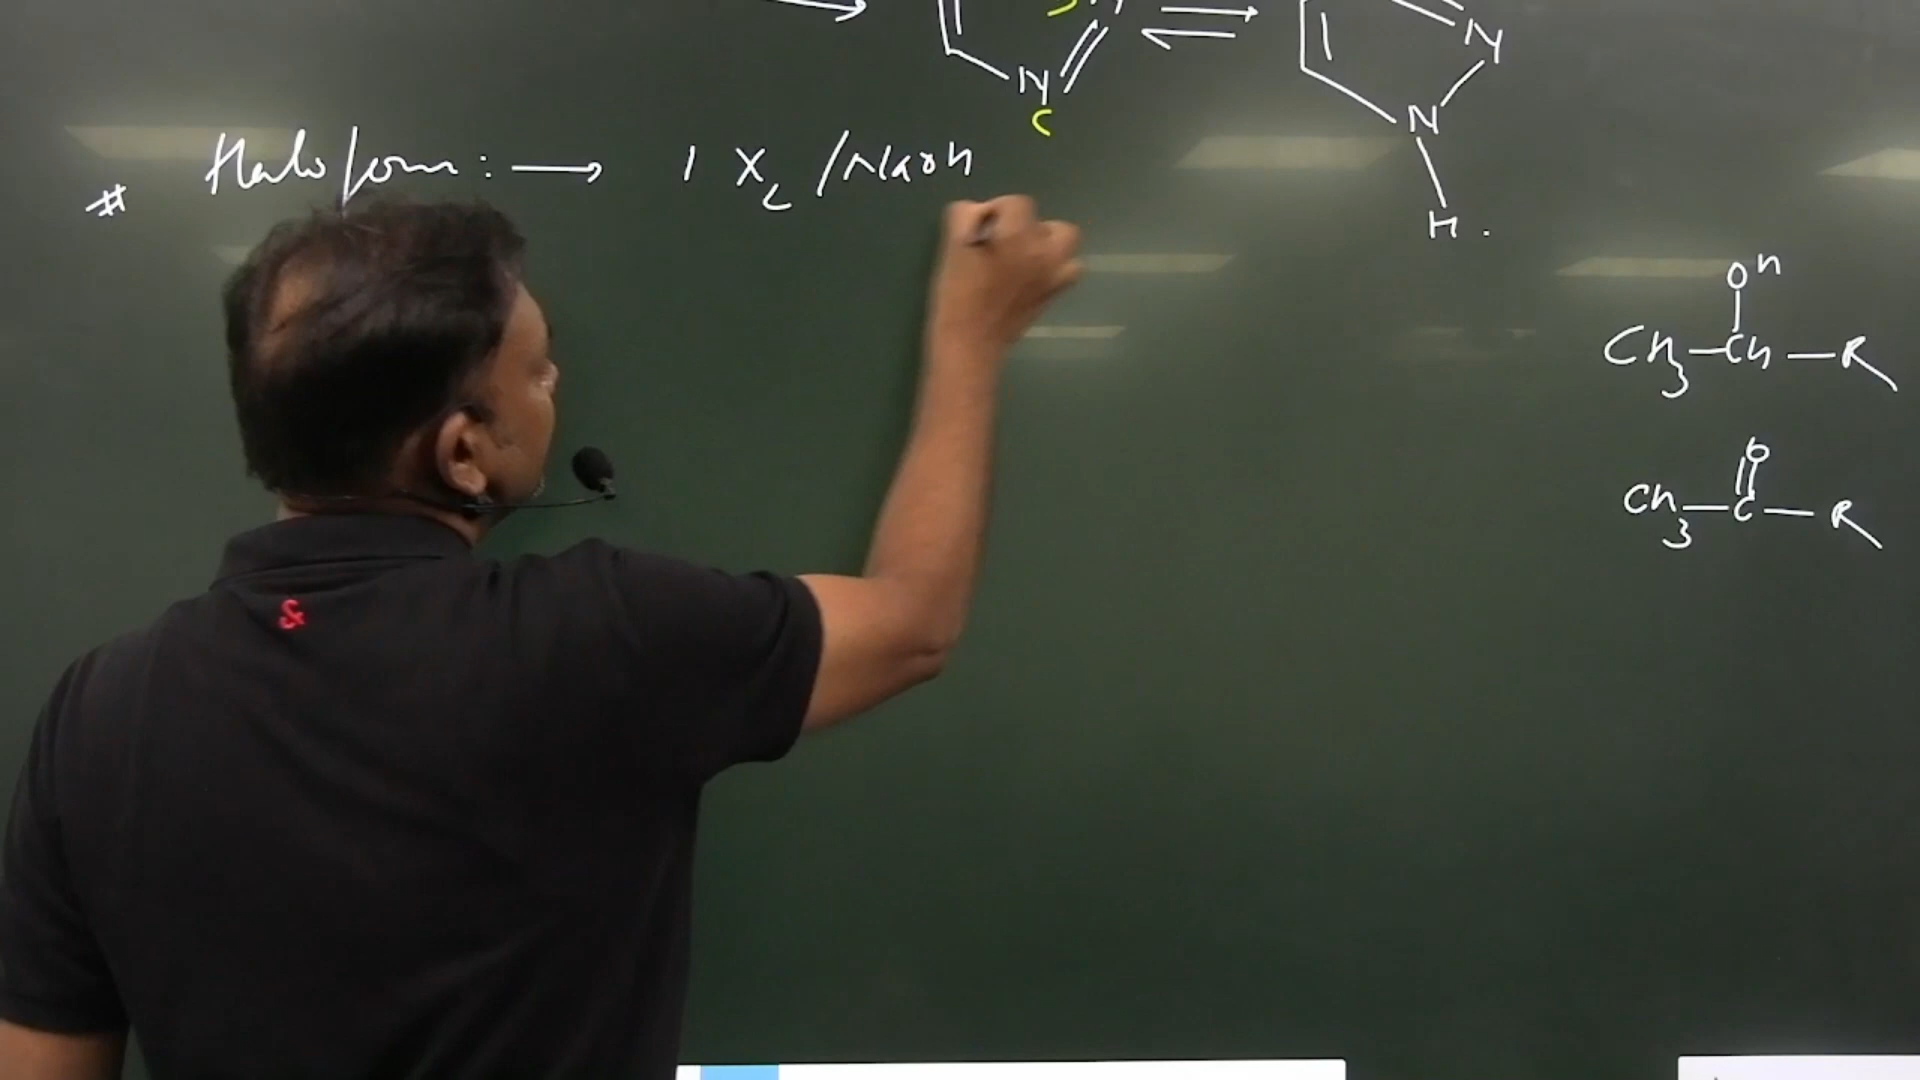 N N
N
C
H .
# Haloform : → 1 X2 /NaOH
OH
CH3—CH—R
O
CH3—C—R
&